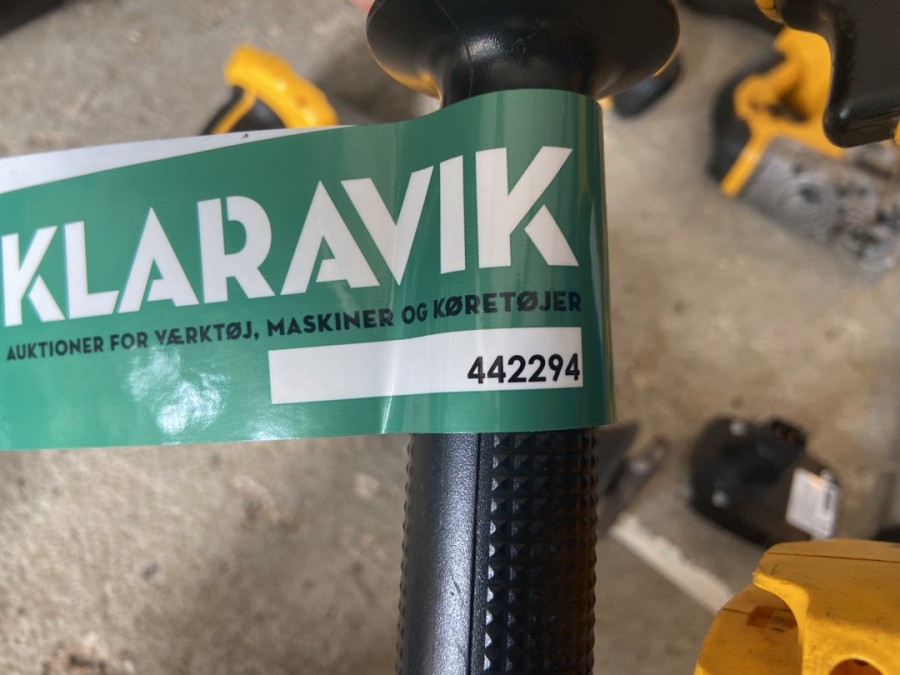 KLARAVIK
AUKTIONER FOR VÆRKTØJ, MASKINER OG KØRETØJER
442294